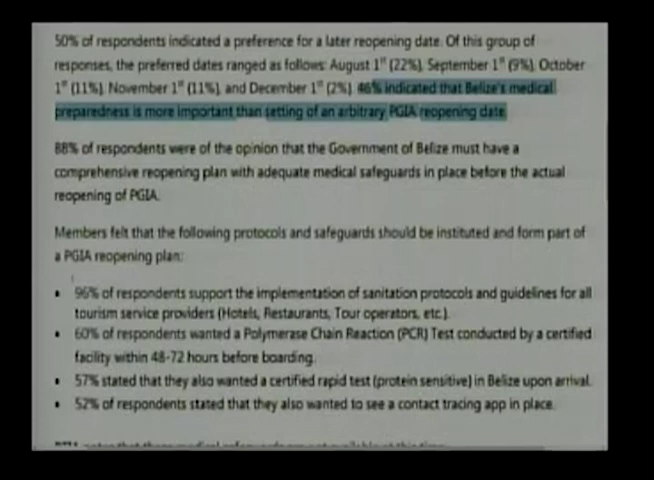 50% of respondents indicated a preference for a later reopening date. Of this group of
responses, the preferred dates ranged as follows: August 1st (22%), September 1st (9%), October
1st (11%), November 1st (11%), and December 1st (2%). 46% indicated that Belize's medical
preparedness is more important than setting of an arbitrary PGIA reopening date.
88% of respondents were of the opinion that the Government of Belize must have a
comprehensive reopening plan with adequate medical safeguards in place before the actual
reopening of PGIA.
Members felt that the following protocols and safeguards should be instituted and form part of
a PGIA reopening plan:
• 96% of respondents support the implementation of sanitation protocols and guidelines for all
tourism service providers (Hotels, Restaurants, Tour operators, etc.).
• 60% of respondents wanted a Polymerase Chain Reaction (PCR) Test conducted by a certified
facility within 48-72 hours before boarding.
• 57% stated that they also wanted a certified rapid test (protein sensitive) in Belize upon arrival.
• 52% of respondents stated that they also wanted to see a contact tracing app in place.